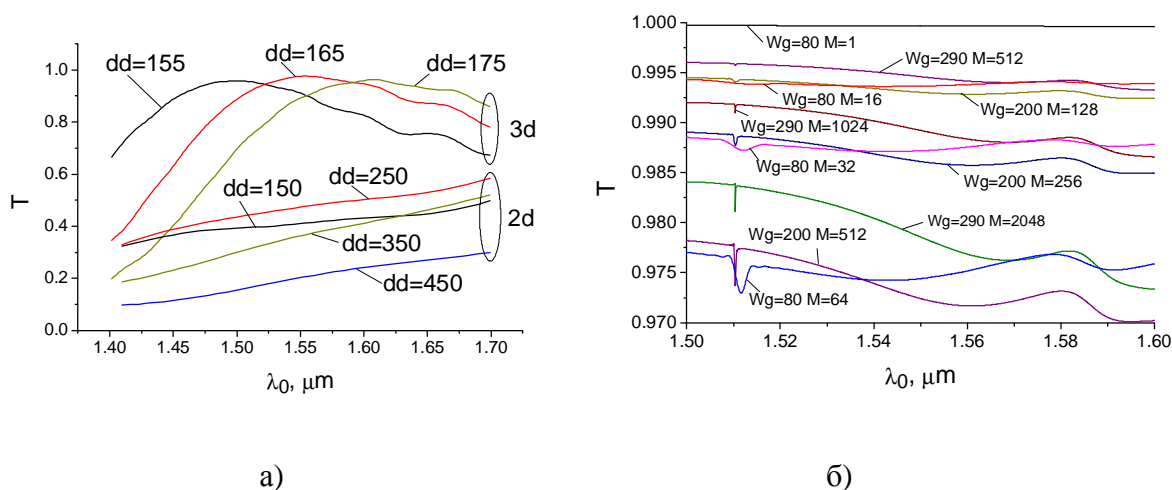 dd=155
dd=165
dd=175
3d
dd=150
dd=250
2d
dd=350
dd=450
T
1.0
0.8
0.6
0.4
0.2
0.0
1.40 1.45 1.50 1.55 1.60 1.65 1.70
λ0, μm
а)
1.000
0.995
0.990
0.985
0.980
0.975
0.970
T
Wg=80 M=1
Wg=290 M=512
Wg=80 M=16
Wg=200 M=128
Wg=290 M=1024
Wg=80 M=32
Wg=200 M=256
Wg=290 M=2048
Wg=200 M=512
Wg=80 M=64
1.50 1.52 1.54 1.56 1.58 1.60
λ0, μm
б)